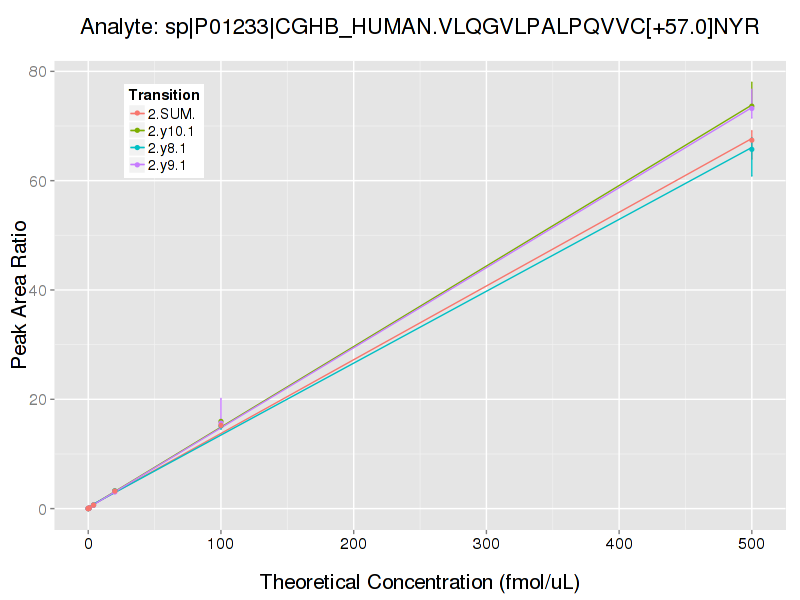 Analyte: sp|P01233|CGHB_HUMAN.VLQGVLPALPQVVC[+57.0]NYR
Transition
2.SUM.
2.y10.1
2.y8.1
2.y9.1
Peak Area Ratio
80
60
40
20
0
0 100 200 300 400 500
Theoretical Concentration (fmol/uL)